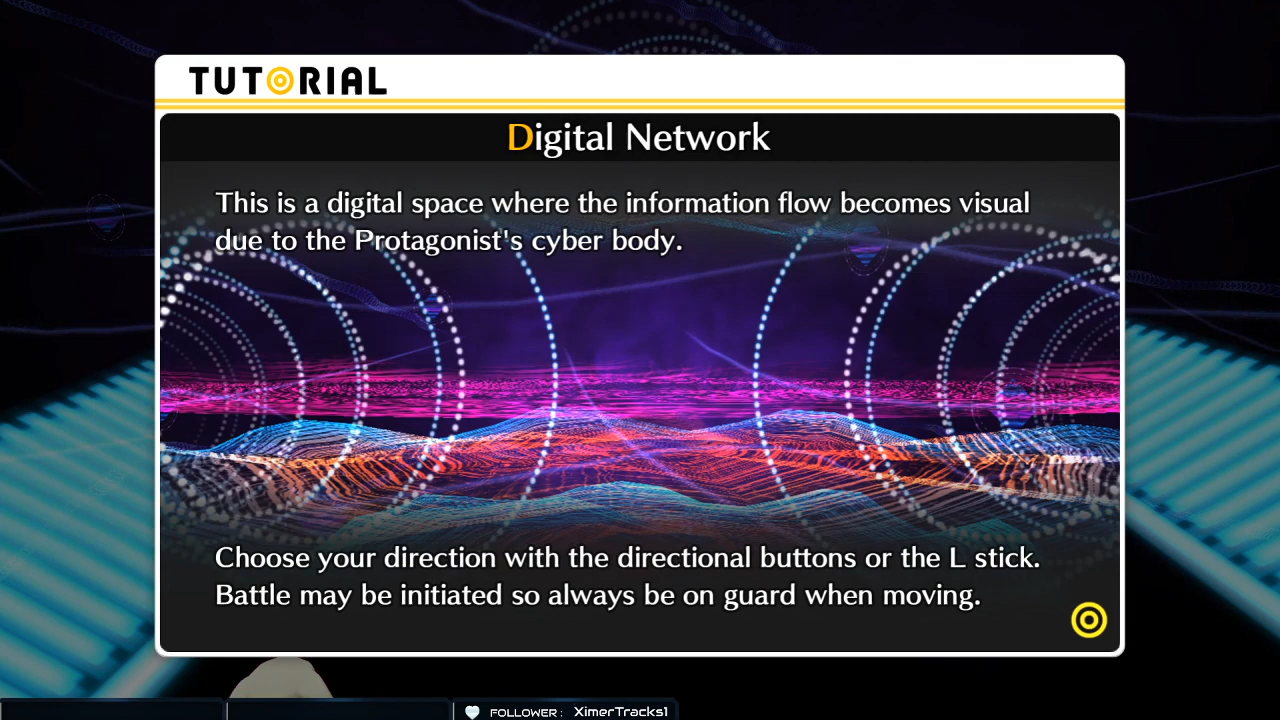 TUTORIAL
Digital Network
This is a digital space where the information flow becomes visual
due to the Protagonist's cyber body.
Choose your direction with the directional buttons or the L stick.
Battle may be initiated so always be on guard when moving.
FOLLOWER: XimerTracks1